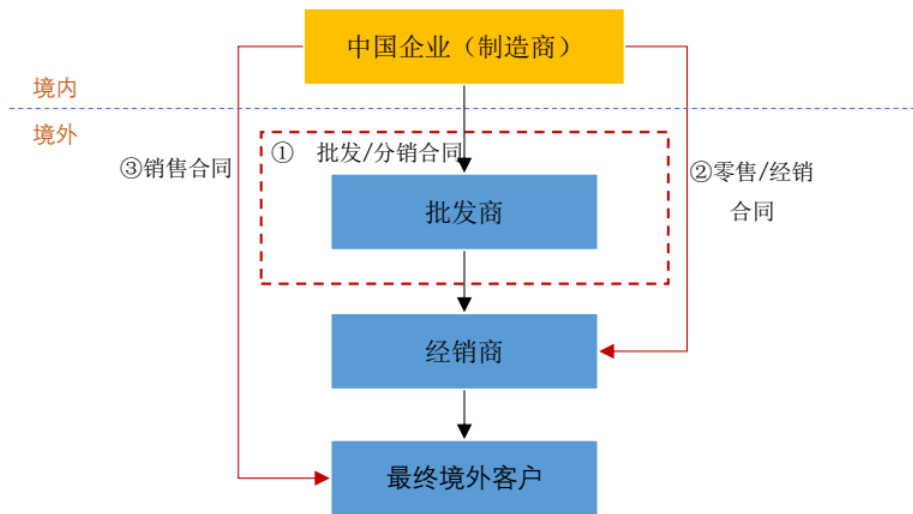 中国企业（制造商）
境内
境外
① 批发/分销合同
③销售合同
②零售/经销
合同
批发商
经销商
最终境外客户